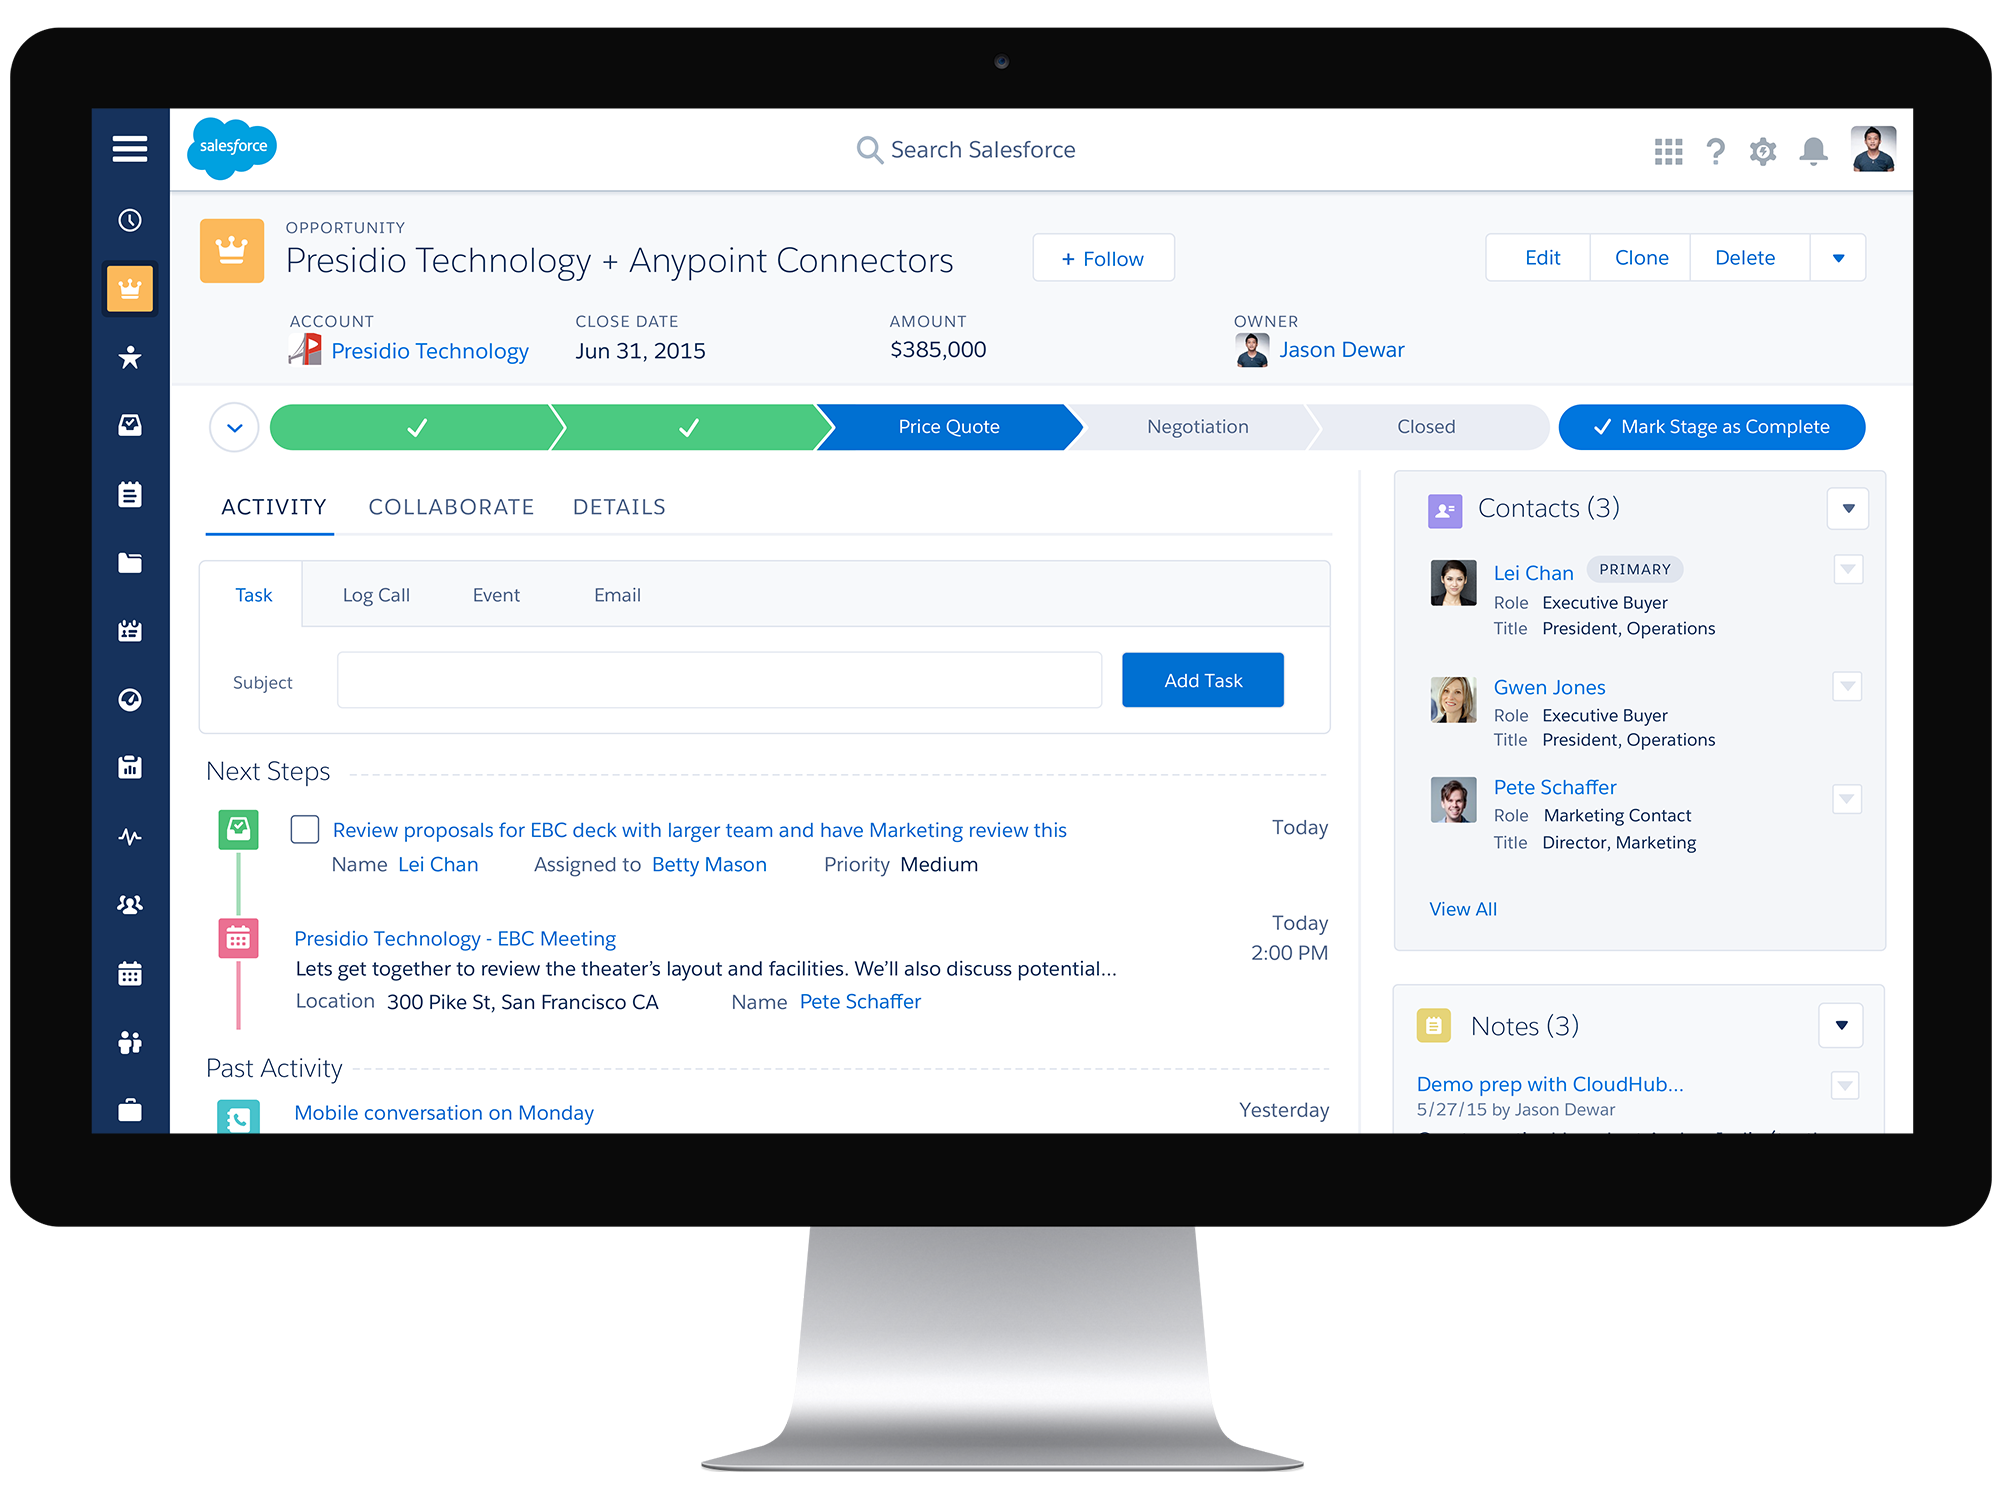 salesforce
Search Salesforce
?
OPPORTUNITY
Presidio Technology + Anypoint Connectors
+ Follow
Edit Clone Delete
ACCOUNT CLOSE DATE AMOUNT OWNER
Presidio Technology Jun 31, 2015 $385,000 Jason Dewar
Price Quote Negotiation Closed Mark Stage as Complete
ACTIVITY COLLABORATE DETAILS
Task Log Call Event Email
Subject Add Task
Next Steps
Review proposals for EBC deck with larger team and have Marketing review this Today
Name Lei Chan Assigned to Betty Mason Priority Medium
Presidio Technology - EBC Meeting Today
Lets get together to review the theater’s layout and facilities. We’ll also discuss potential... 2:00 PM
Location 300 Pike St, San Francisco CA Name Pete Schaffer
Past Activity
Mobile conversation on Monday Yesterday
Contacts (3)
Lei Chan PRIMARY
Role Executive Buyer
Title President, Operations
Gwen Jones
Role Executive Buyer
Title President, Operations
Pete Schaffer
Role Marketing Contact
Title Director, Marketing
View All
Notes (3)
Demo prep with CloudHub...
5/27/15 by Jason Dewar